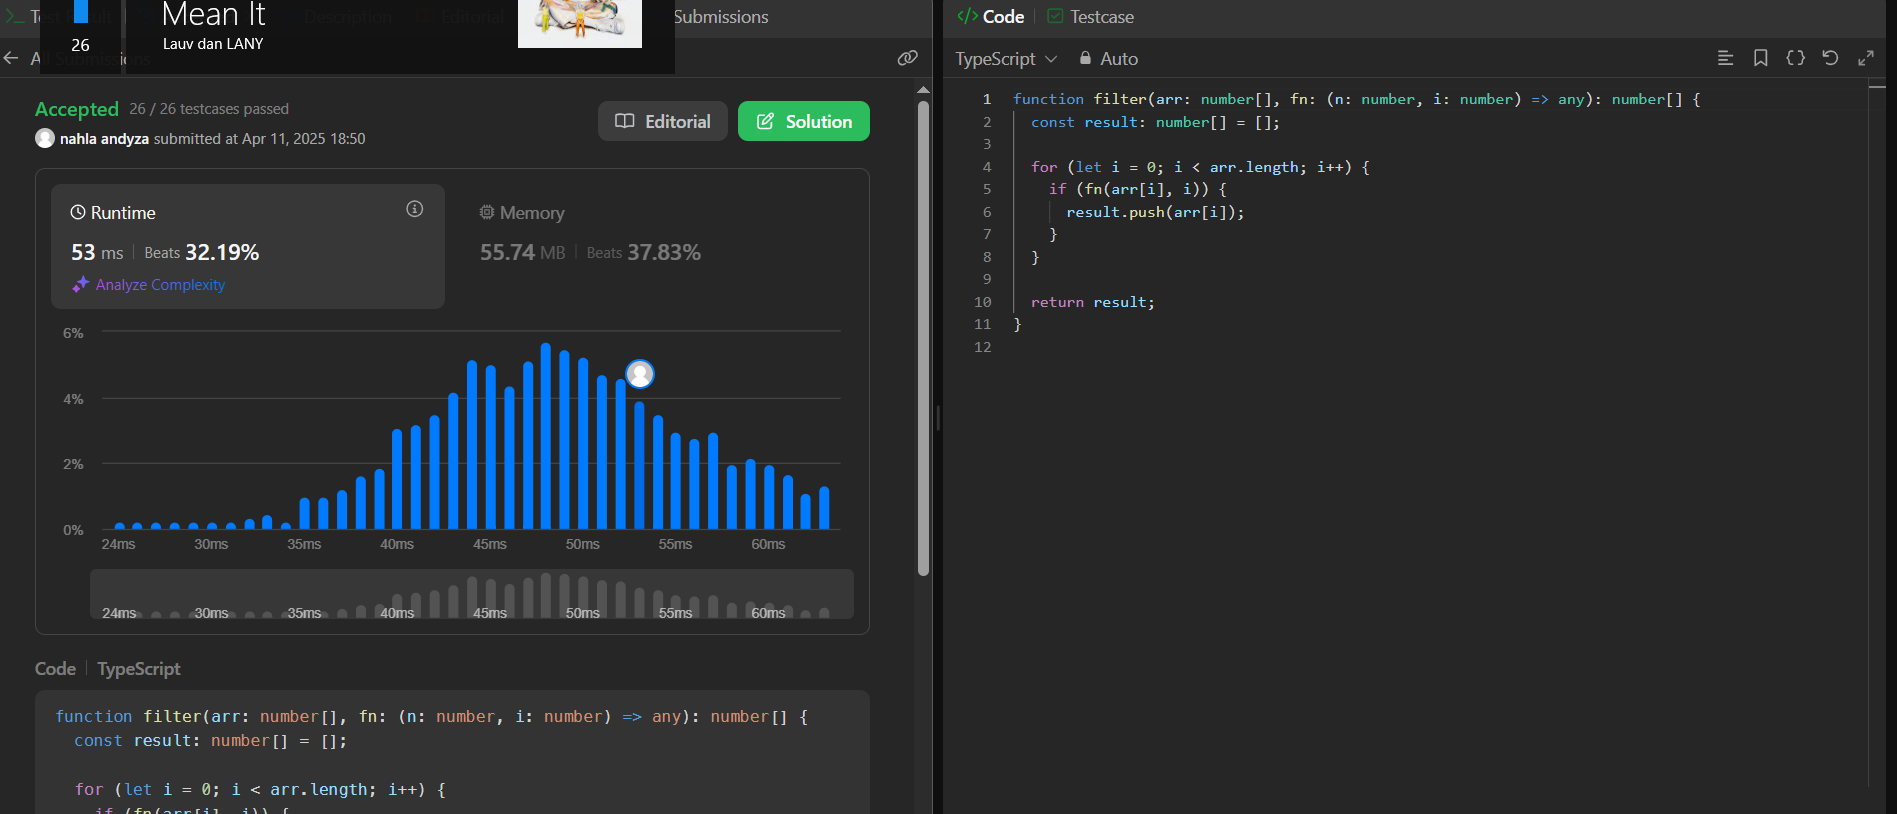 Test Result
Description
Editorial
Submissions
26
Mean It
Lauv dan LANY
All Submissions
Accepted 26 / 26 testcases passed
nahla andyza submitted at Apr 11, 2025 18:50
Editorial
Solution
Runtime
53 ms | Beats 32.19%
Analyze Complexity
Memory
55.74 MB | Beats 37.83%
6%
4%
2%
0%
24ms 30ms 35ms 40ms 45ms 50ms 55ms 60ms
24ms 30ms 35ms 40ms 45ms 50ms 55ms 60ms
Code | TypeScript
function filter(arr: number[], fn: (n: number, i: number) => any): number[] {
  const result: number[] = [];
  for (let i = 0; i < arr.length; i++) {
    if (fn(arr[i], i)) {
</> Code | Testcase
TypeScript Auto
1 function filter(arr: number[], fn: (n: number, i: number) => any): number[] {
2   const result: number[] = [];
3
4   for (let i = 0; i < arr.length; i++) {
5     if (fn(arr[i], i)) {
6       result.push(arr[i]);
7     }
8   }
9
10   return result;
11 }
12